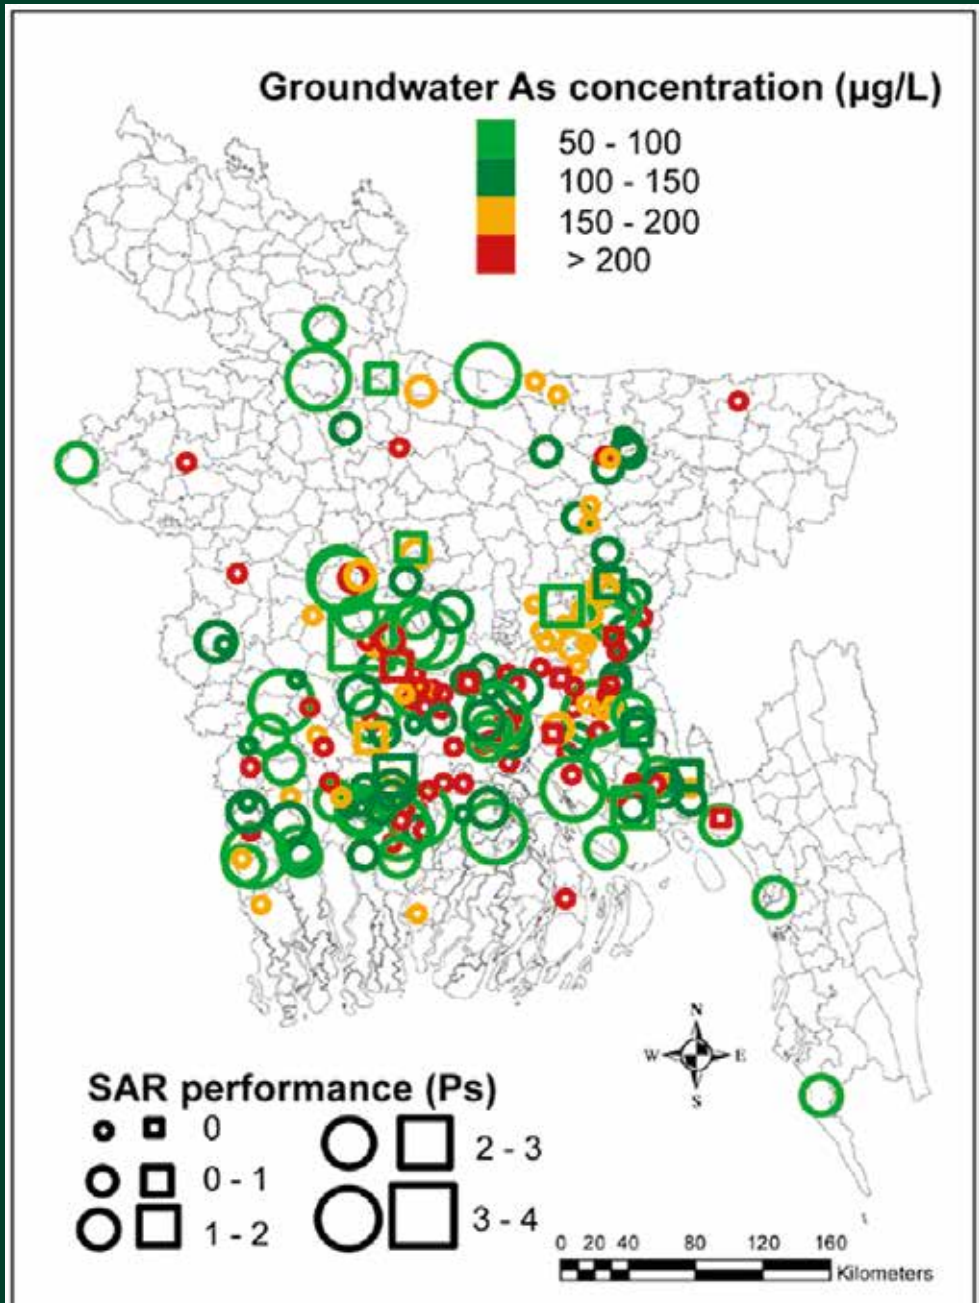 Groundwater As concentration (µg/L)
50 - 100
100 - 150
150 - 200
> 200
N
W E
S
SAR performance (Ps)
0
0 - 1
1 - 2
2 - 3
3 - 4
0 20 40 80 120 160
Kilometers